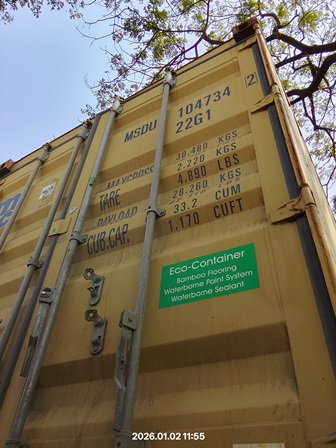 MSDU 104734 2
22G1
MAXGROSS 30.480 KGS
TARE 2.220 KGS
4.890 LBS
PAYLOAD 28.260 KGS
CUB.CAP. 33.2 CUM
1.170 CUFT
Eco-Container
Bamboo Flooring
Waterborne Paint System
Waterborne Sealant
2026.01.02 11:55